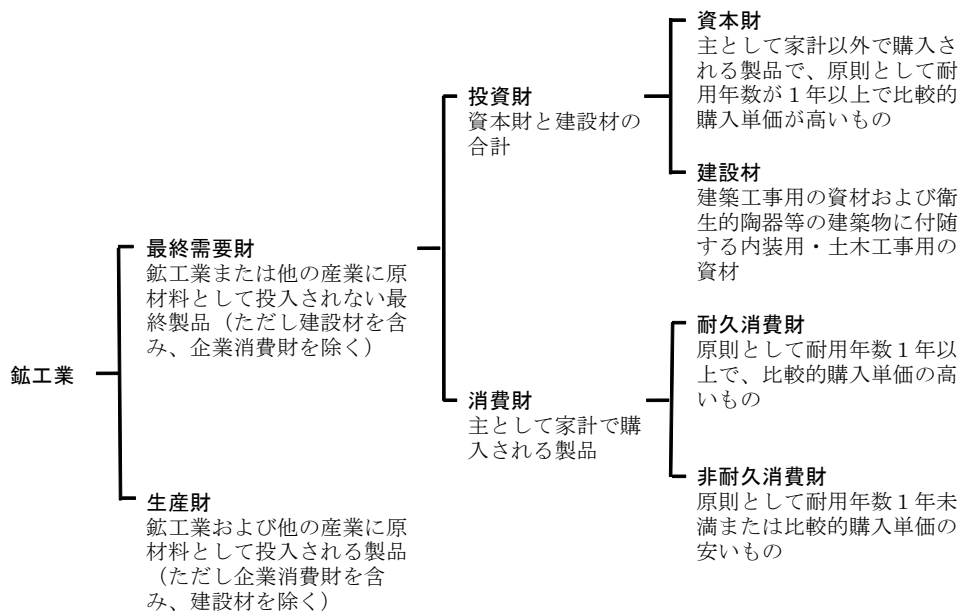 鉱工業
最終需要財
鉱工業または他の産業に原
材料として投入されない最
終製品（ただし建設材を含
み、企業消費財を除く）
生産財
鉱工業および他の産業に原
材料として投入される製品
（ただし企業消費財を含
み、建設材を除く）
投資財
資本財と建設材の
合計
消費財
主として家計で購
入される製品
資本財
主として家計以外で購入さ
れる製品で、原則として耐
用年数が１年以上で比較的
購入単価が高いもの
建設材
建築工事用の資材および衛
生的陶器等の建築物に付随
する内装用・土木工事用の
資材
耐久消費財
原則として耐用年数１年以
上で、比較的購入単価の高
いもの
非耐久消費財
原則として耐用年数１年未
満または比較的購入単価の
安いもの